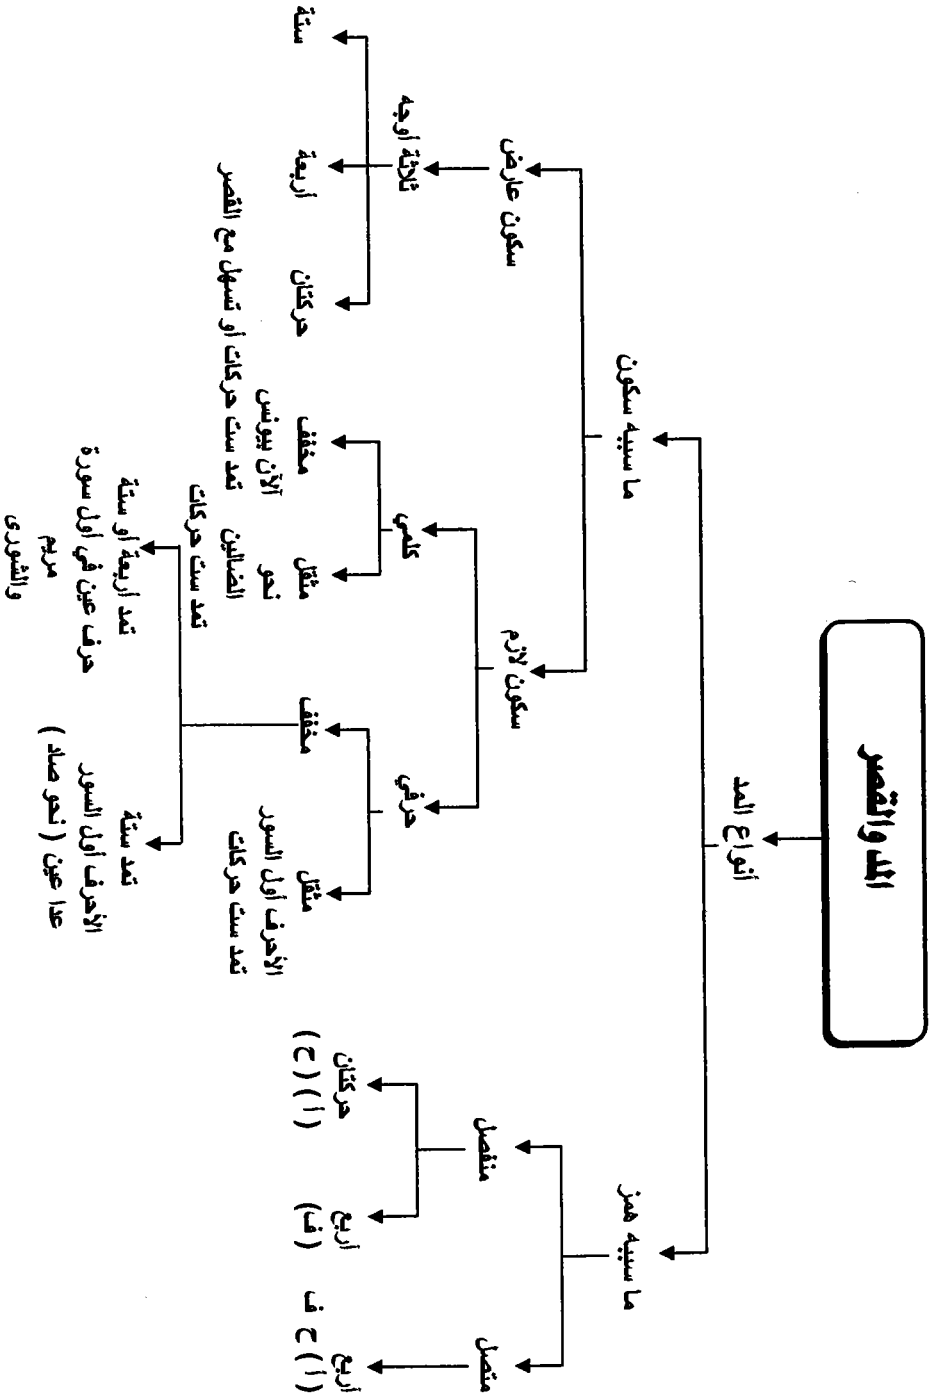 المد والقصر
أنواع المد
ما سببه همز
ما سببه سكون
متصل
منفصل
أربع
(أ) ح ف
أربع
(ف)
حركتان
(أ) (ح)
سكون لازم
سكون عارض
حرفي
كلمي
مثقل
الأحرف أول السور
تمد ست حركات
مخفف
تمد ستة
الأحرف أول السور
عدا عين (نحو صاد)
تمد أربعة أو ستة
حرف عين في أول سورة
مريم
والشورى
مثقل
نحو
الضالين
تمد ست حركات
مخفف
آلآن بيونس
تمد ست حركات أو تسهل مع القصر
ثلاثة أوجه
حركتان
أربعة
ستة